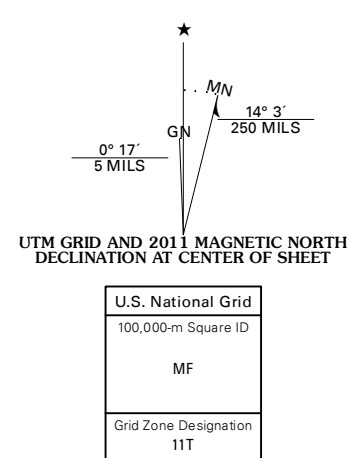 MN
14° 3´
250 MILS
GN
0° 17´
5 MILS
UTM GRID AND 2011 MAGNETIC NORTH
DECLINATION AT CENTER OF SHEET
U.S. National Grid
100,000-m Square ID
MF
Grid Zone Designation
11T